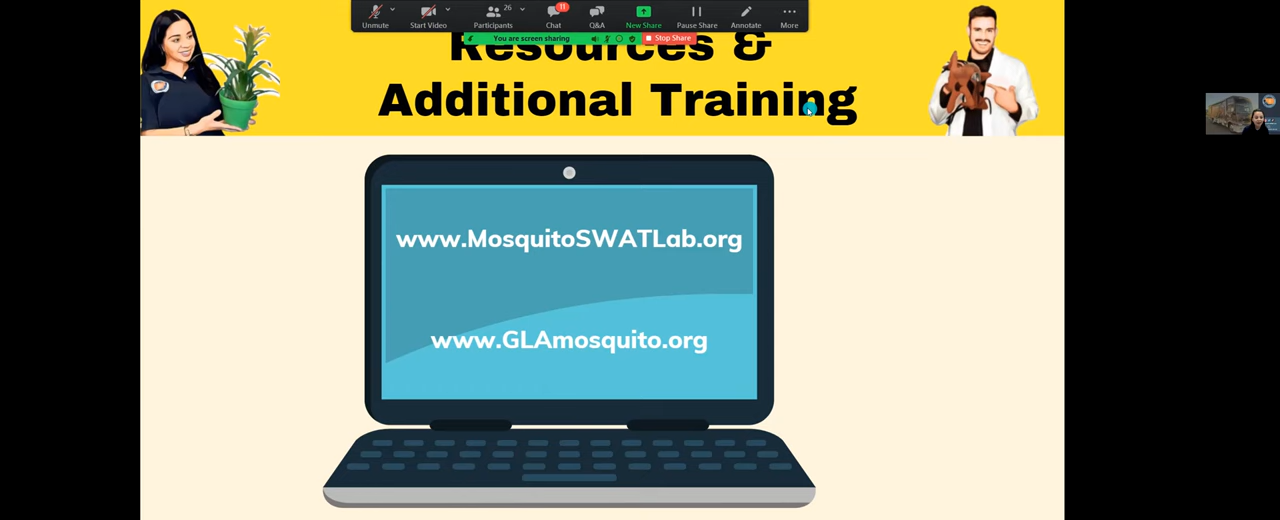 26
11
Unmute
Start Video
Participants
Chat
Q&A
New Share
Pause Share
Annotate
More
You are screen sharing
Stop Share
Resources &
Additional Training
www.MosquitoSWATLab.org
www.GLAmosquito.org